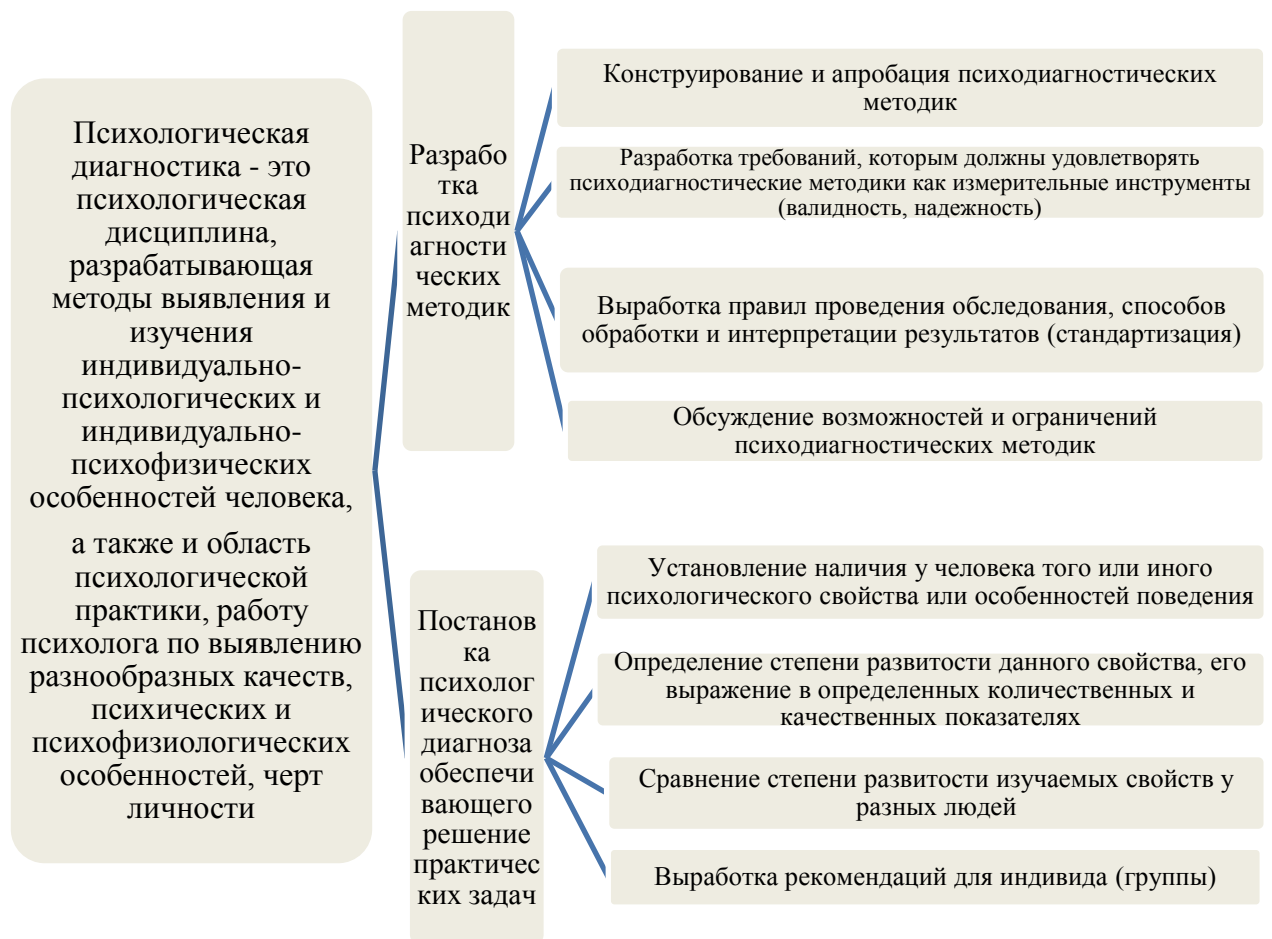 Психологическая
диагностика - это
психологическая
дисциплина,
разрабатывающая
методы выявления и
изучения
индивидуально-
психологических и
индивидуально-
психофизических
особенностей человека,
а также и область
психологической
практики, работу
психолога по выявлению
разнообразных качеств,
психических и
психофизиологических
особенностей, черт
личности
Разрабо
тка
психоди
агности
ческих
методик
Конструирование и апробация психодиагностических
методик
Разработка требований, которым должны удовлетворять
психодиагностические методики как измерительные инструменты
(валидность, надежность)
Выработка правил проведения обследования, способов
обработки и интерпретации результатов (стандартизация)
Обсуждение возможностей и ограничений
психодиагностических методик
Постанов
ка
психолог
ического
диагноза
обеспечи
вающего
решение
практичес
ких задач
Установление наличия у человека того или иного
психологического свойства или особенностей поведения
Определение степени развитости данного свойства, его
выражение в определенных количественных и
качественных показателях
Сравнение степени развитости изучаемых свойств у
разных людей
Выработка рекомендаций для индивида (группы)